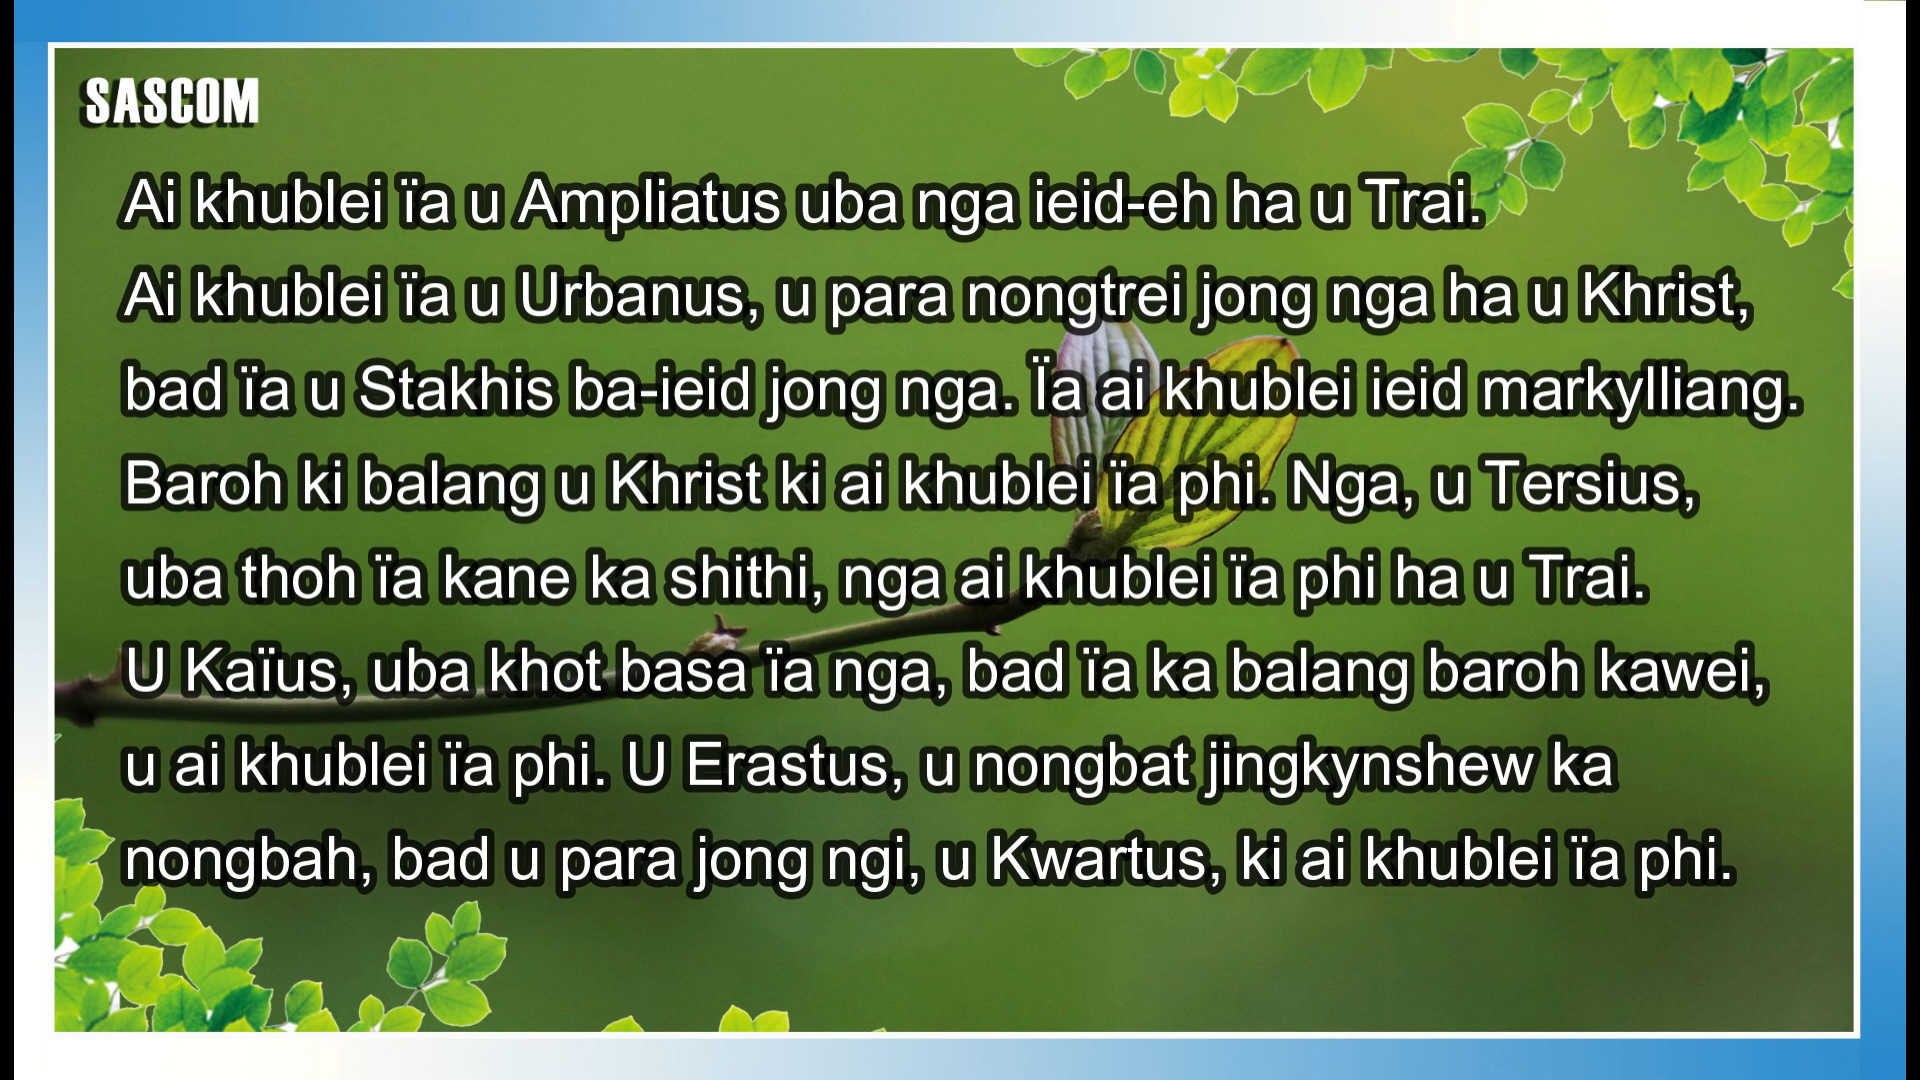 SASCOM
Ai khublei ïa u Ampliatus uba nga ieid-eh ha u Trai.
Ai khublei ïa u Urbanus, u para nongtrei jong nga ha u Khrist,
bad ïa u Stakhis ba-ieid jong nga. Ïa ai khublei ieid markylliang.
Baroh ki balang u Khrist ki ai khublei ïa phi. Nga, u Tersius,
uba thoh ïa kane ka shithi, nga ai khublei ïa phi ha u Trai.
U Kaïus, uba khot basa ïa nga, bad ïa ka balang baroh kawei,
u ai khublei ïa phi. U Erastus, u nongbat jingkynshew ka
nongbah, bad u para jong ngi, u Kwartus, ki ai khublei ïa phi.